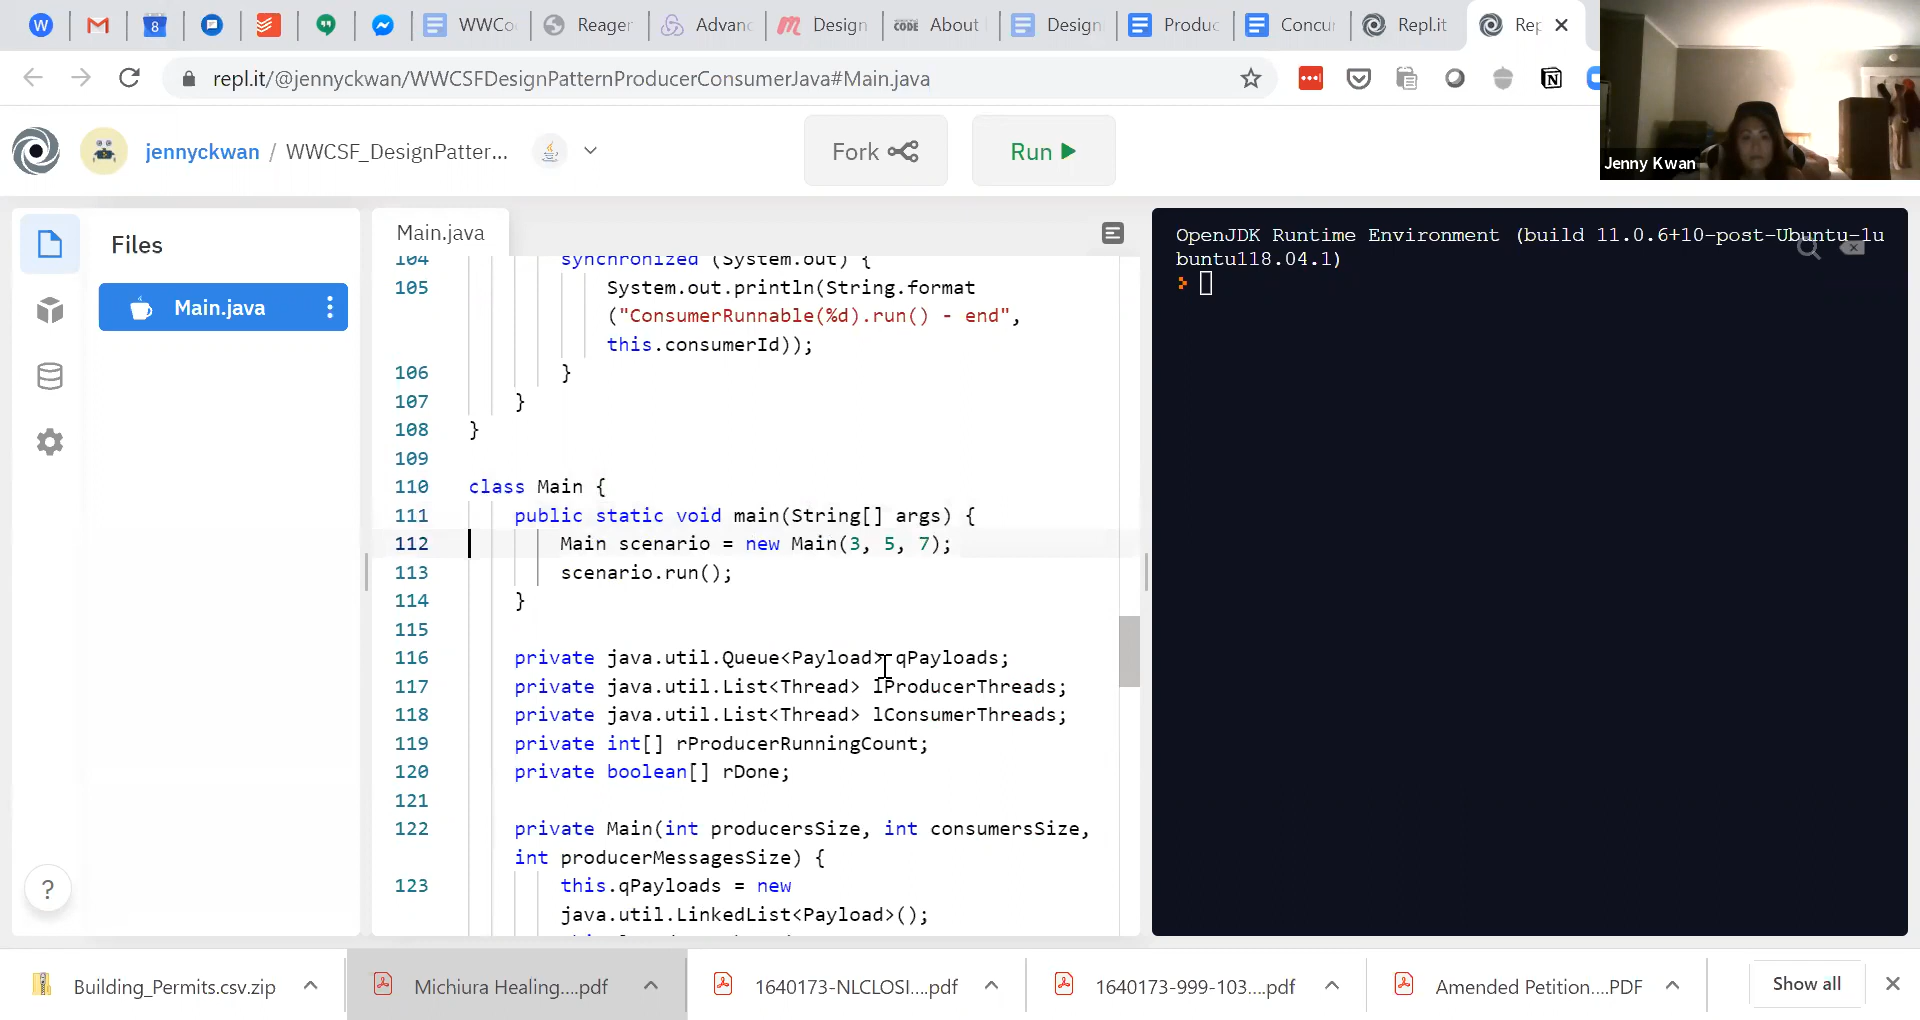 WWCo
Reager
Advanc
Design
CODE About
Design
Produc
Concur
Repl.it
Rep
repl.it/@jennyckwan/WWCSFDesignPatternProducerConsumerJava#Main.java
jennyckwan / WWCSF_DesignPatter...
Fork
Run
Jenny Kwan
Files
Main.java
Main.java
104 synchronized (System.out) {
105 System.out.println(String.format
("ConsumerRunnable(%d).run() - end",
this.consumerId));
106 }
107 }
108 }
109
110 class Main {
111 public static void main(String[] args) {
112 Main scenario = new Main(3, 5, 7);
113 scenario.run();
114 }
115
116 private java.util.Queue<Payload> qPayloads;
117 private java.util.List<Thread> lProducerThreads;
118 private java.util.List<Thread> lConsumerThreads;
119 private int[] rProducerRunningCount;
120 private boolean[] rDone;
121
122 private Main(int producersSize, int consumersSize,
int producerMessagesSize) {
123 this.qPayloads = new
java.util.LinkedList<Payload>();
OpenJDK Runtime Environment (build 11.0.6+10-post-Ubuntu-1u
buntu118.04.1)
?
Building_Permits.csv.zip
Michiura Healing....pdf
1640173-NLCLOSI....pdf
1640173-999-103....pdf
Amended Petition....PDF
Show all